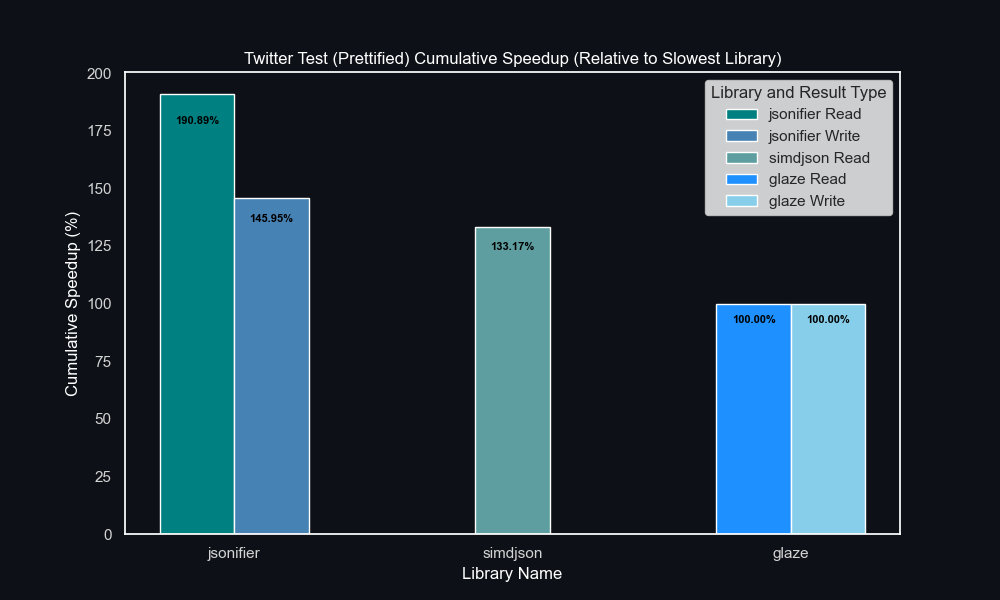 Twitter Test (Prettified) Cumulative Speedup (Relative to Slowest Library)
Cumulative Speedup (%)
200
175
150
125
100
75
50
25
0
190.89%
145.95%
133.17%
100.00%
100.00%
Library and Result Type
jsonifier Read
jsonifier Write
simdjson Read
glaze Read
glaze Write
jsonifier
simdjson
glaze
Library Name